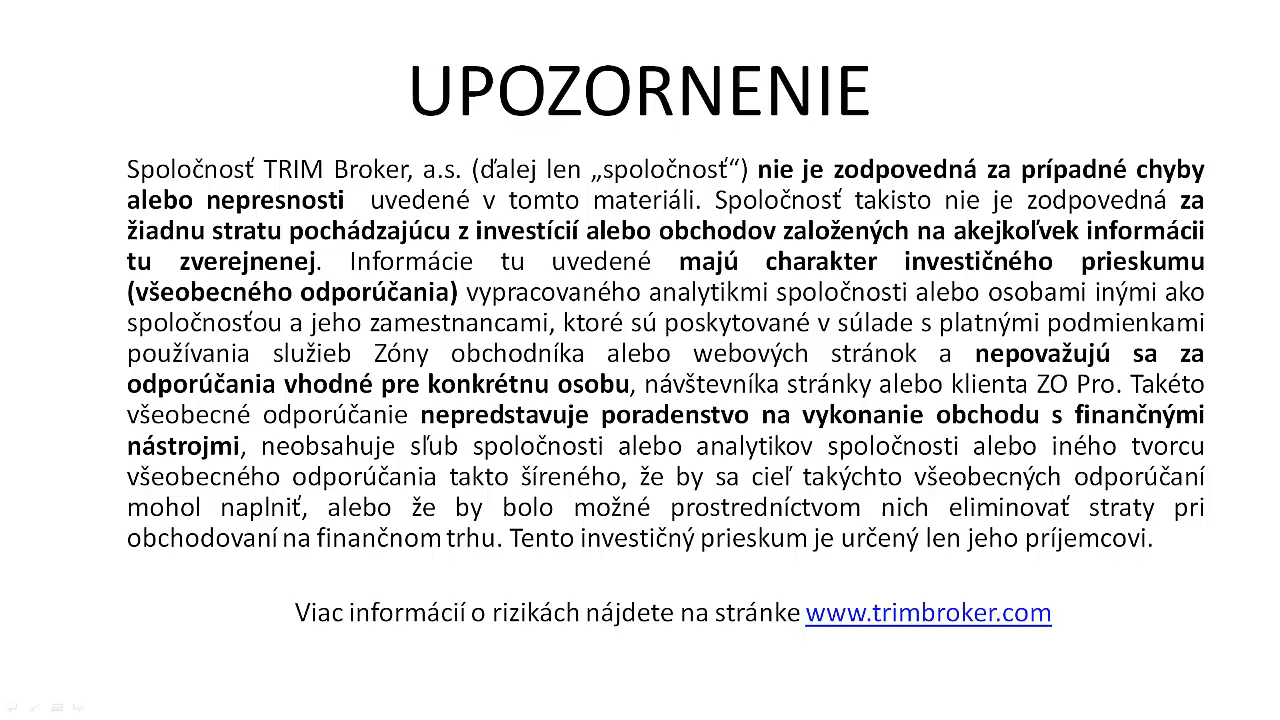 UPOZORNENIE
Spoločnosť TRIM Broker, a.s. (ďalej len „spoločnosť“) nie je zodpovedná za prípadné chyby
alebo nepresnosti uvedené v tomto materiáli. Spoločnosť takisto nie je zodpovedná za
žiadnu stratu pochádzajúcu z investícií alebo obchodov založených na akejkoľvek informácii
tu zverejnenej. Informácie tu uvedené majú charakter investičného prieskumu
(všeobecného odporúčania) vypracovaného analytikmi spoločnosti alebo osobami inými ako
spoločnosťou a jeho zamestnancami, ktoré sú poskytované v súlade s platnými podmienkami
používania služieb Zóny obchodníka alebo webových stránok a nepovažujú sa za
odporúčania vhodné pre konkrétnu osobu, návštevníka stránky alebo klienta ZO Pro. Takéto
všeobecné odporúčanie nepredstavuje poradenstvo na vykonanie obchodu s finančnými
nástrojmi, neobsahuje sľub spoločnosti alebo analytikov spoločnosti alebo iného tvorcu
všeobecného odporúčania takto šíreného, že by sa cieľ takýchto všeobecných odporúčaní
mohol naplniť, alebo že by bolo možné prostredníctvom nich eliminovať straty pri
obchodovaní na finančnom trhu. Tento investičný prieskum je určený len jeho príjemcovi.
Viac informácií o rizikách nájdete na stránke www.trimbroker.com